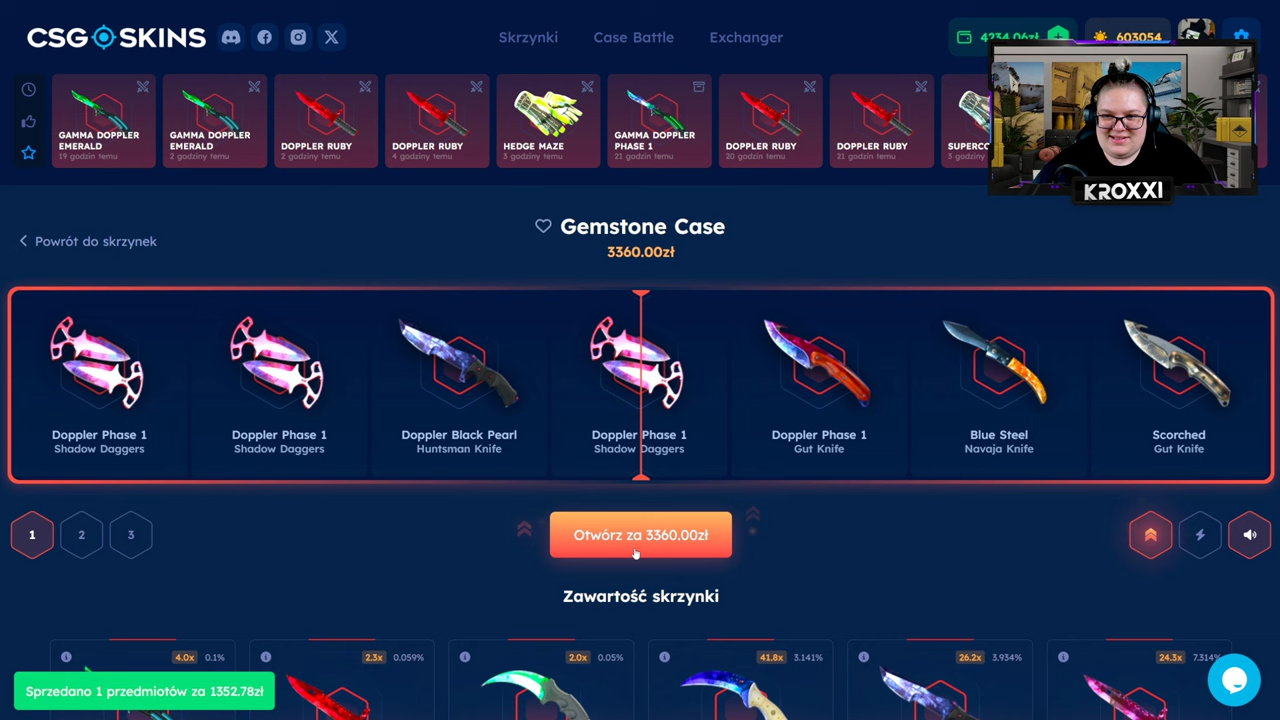 CSG SKINS
Skrzynki
Case Battle
Exchanger
4234.06zł
603054
GAMMA DOPPLER
EMERALD
19 godzin temu
GAMMA DOPPLER
EMERALD
2 godziny temu
DOPPLER RUBY
2 godziny temu
DOPPLER RUBY
4 godziny temu
HEDGE MAZE
3 godziny temu
GAMMA DOPPLER
PHASE 1
21 godzin temu
DOPPLER RUBY
20 godzin temu
DOPPLER RUBY
21 godzin temu
KROXXI
Powrót do skrzynek
Gemstone Case
3360.00zł
Doppler Phase 1
Shadow Daggers
Doppler Phase 1
Shadow Daggers
Doppler Black Pearl
Huntsman Knife
Doppler Phase 1
Shadow Daggers
Doppler Phase 1
Gut Knife
Blue Steel
Navaja Knife
Scorched
Gut Knife
1
2
3
Otwórz za 3360.00zł
Zawartość skrzynki
4.0x 0.1%
2.3x 0.059%
2.0x 0.05%
41.8x 3.141%
26.2x 3.934%
24.3x 7.314%
Sprzedano 1 przedmiotów za 1352.78zł